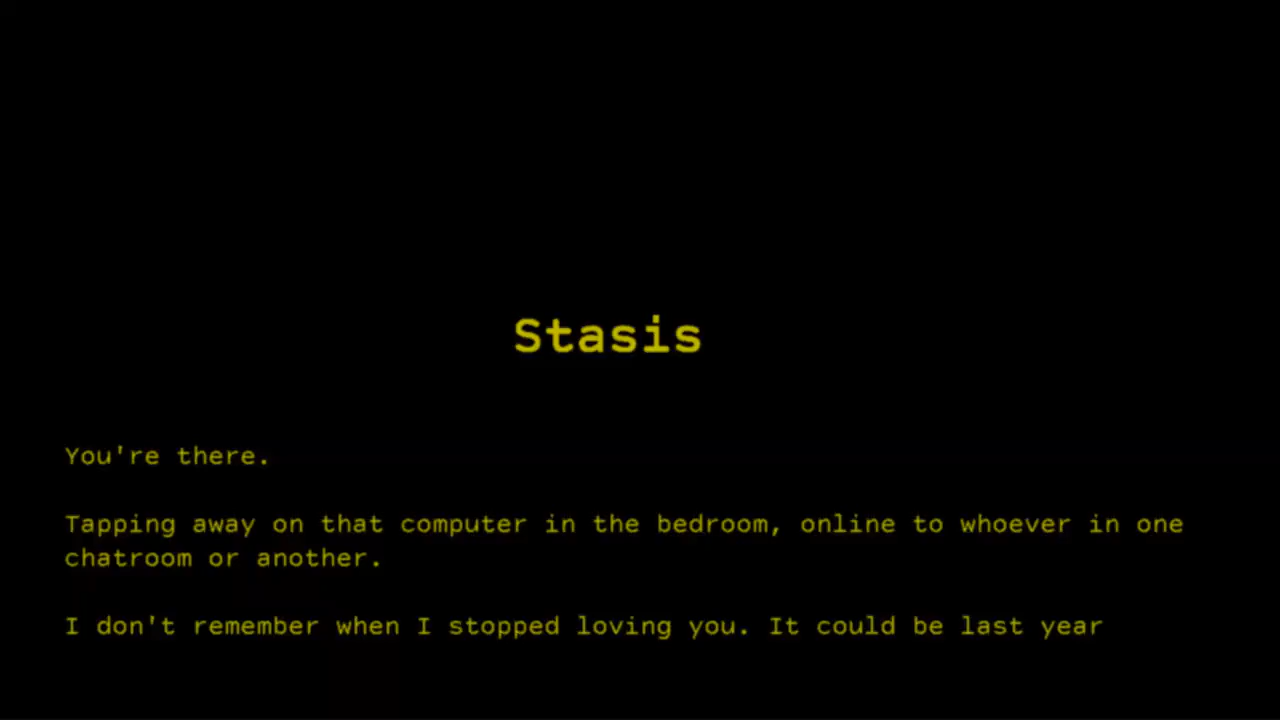 Stasis
You're there.
Tapping away on that computer in the bedroom, online to whoever in one
chatroom or another.
I don't remember when I stopped loving you. It could be last year